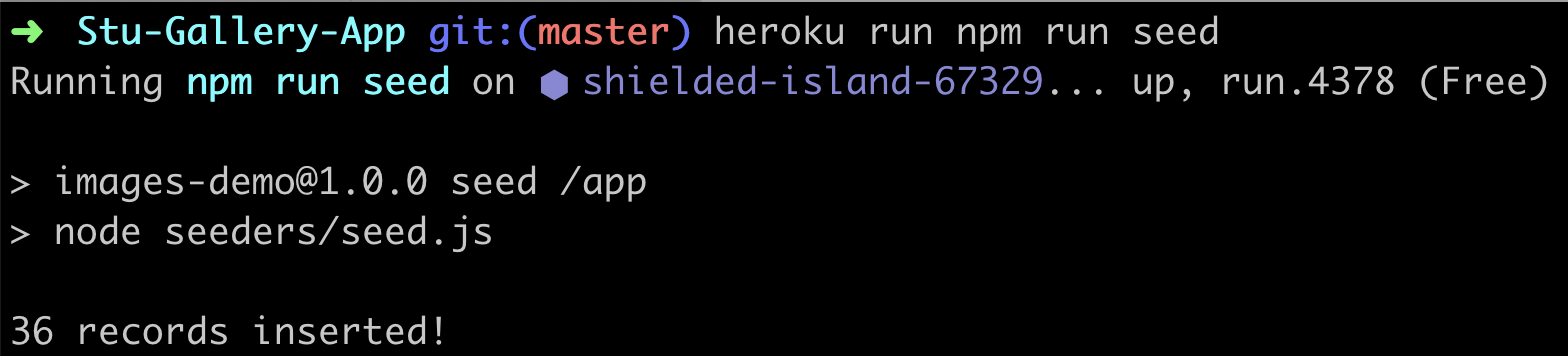 ➜ Stu-Gallery-App git:(master) heroku run npm run seed
Running npm run seed on ⬢ shielded-island-67329... up, run.4378 (Free)
> images-demo@1.0.0 seed /app
> node seeders/seed.js
36 records inserted!